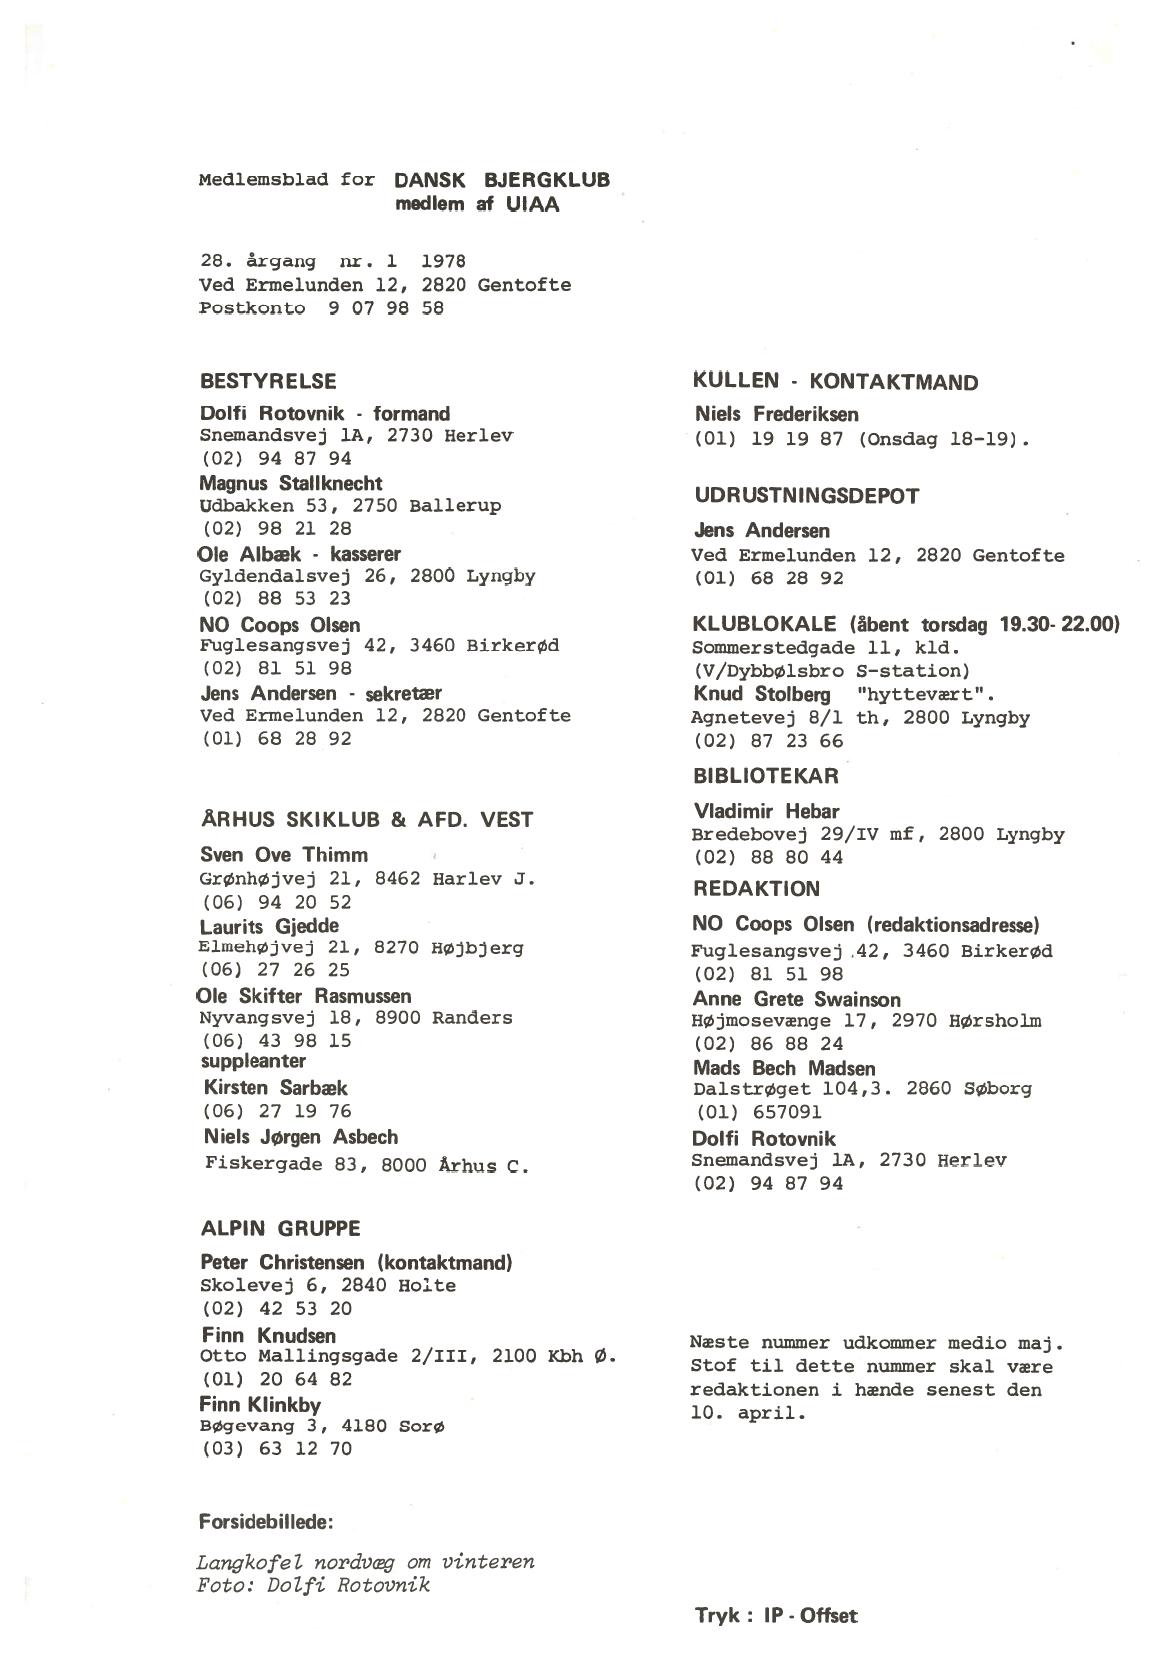 Medlemsblad for DANSK BJERGKLUB
medlem af UIAA
28. årgang nr. 1 1978
Ved Ermelunden 12, 2820 Gentofte
Postkonto 9 07 98 58
BESTYRELSE
Dolfi Rotovnik - formand
Snemandsvej 1A, 2730 Herlev
(02) 94 87 94
Magnus Stallknecht
Udbakken 53, 2750 Ballerup
(02) 98 21 28
Ole Albæk - kasserer
Gyldendalsvej 26, 2800 Lyngby
(02) 88 53 23
NO Coops Olsen
Fuglesangsvej 42, 3460 Birkerød
(02) 81 51 98
Jens Andersen - sekretær
Ved Ermelunden 12, 2820 Gentofte
(01) 68 28 92
ÅRHUS SKIKLUB & AFD. VEST
Sven Ove Thimm
Grønhøjvej 21, 8462 Harlev J.
(06) 94 20 52
Laurits Gjedde
Elmehøjvej 21, 8270 Højbjerg
(06) 27 26 25
Ole Skifter Rasmussen
Nyvangsvej 18, 8900 Randers
(06) 43 98 15
suppleanter
Kirsten Sarbæk
(06) 27 19 76
Niels Jørgen Asbech
Fiskergade 83, 8000 Århus C.
ALPIN GRUPPE
Peter Christensen (kontaktmand)
Skolevej 6, 2840 Holte
(02) 42 53 20
Finn Knudsen
Otto Mallingsgade 2/III, 2100 Kbh Ø.
(01) 20 64 82
Finn Klinkby
Bøgevang 3, 4180 Sorø
(03) 63 12 70
Forsidebillede:
Langkofel nordvæg om vinteren
Foto: Dolfi Rotovnik
KULLEN - KONTAKTMAND
Niels Frederiksen
(01) 19 19 87 (Onsdag 18-19).
UDRUSTNINGSDEPOT
Jens Andersen
Ved Ermelunden 12, 2820 Gentofte
(01) 68 28 92
KLUBLOKALE (åbent torsdag 19.30-22.00)
Sommerstedgade 11, kld.
(V/Dybbølsbro S-station)
Knud Stolberg "hyttevært".
Agnetevej 8/1 th, 2800 Lyngby
(02) 87 23 66
BIBLIOTEKAR
Vladimir Hebar
Bredebovej 29/IV mf, 2800 Lyngby
(02) 88 80 44
REDAKTION
NO Coops Olsen (redaktionsadresse)
Fuglesangsvej 42, 3460 Birkerød
(02) 81 51 98
Anne Grete Swainson
Højmosevænge 17, 2970 Hørsholm
(02) 86 88 24
Mads Bech Madsen
Dalstrøget 104,3. 2860 Søborg
(01) 657091
Dolfi Rotovnik
Snemandsvej 1A, 2730 Herlev
(02) 94 87 94
Næste nummer udkommer medio maj.
Stof til dette nummer skal være
redaktionen i hænde senest den
10. april.
Tryk : IP - Offset